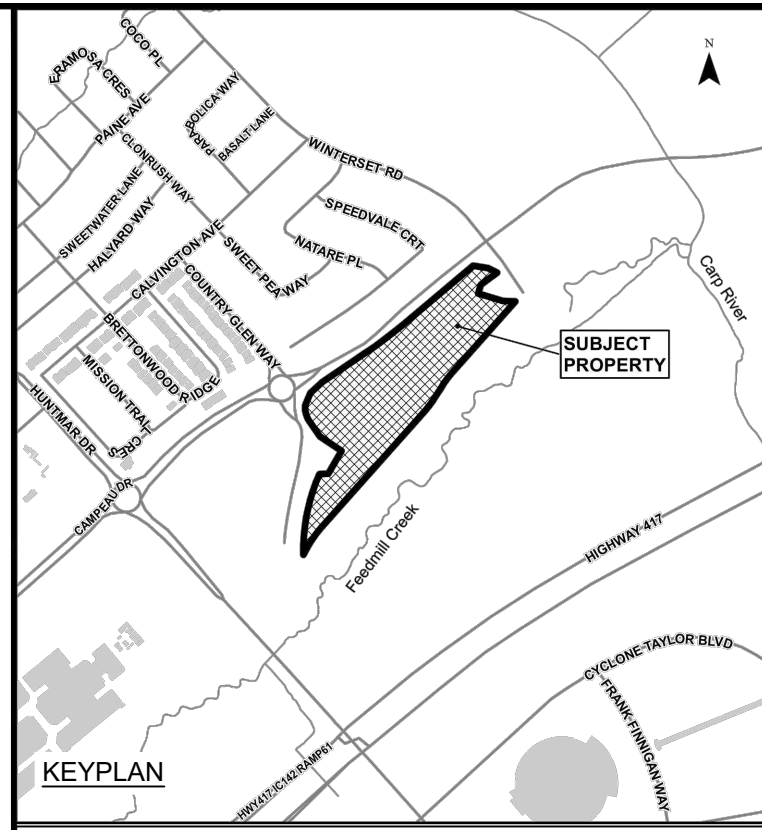 COCO PL
N
ERAMOSA CRES
PAINE AVE
PARABOLICA WAY
BASALT LANE
CLONRUSH WAY
WINTERSET RD
SWEETWATER LANE
HALYARD WAY
SPEEDVALE CRT
CALVINGTON AVE
SWEET PEA WAY
NATARE PL
COUNTRY GLEN WAY
Carp River
BRETTONWOOD RIDGE
SUBJECT
PROPERTY
MISSION TRAIL CRES
HUNTMAR DR
CAMPEAU DR
Feedmill Creek
HIGHWAY 417
CYCLONE TAYLOR BLVD
FRANK FINNIGAN WAY
KEYPLAN
HWY417 IC142 RAMP61